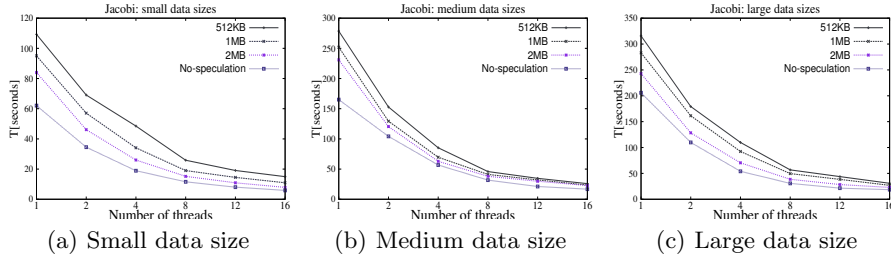 Jacobi: small data sizes
120
100
80
60
40
20
0
T[seconds]
512KB
1MB
2MB
No-speculation
1 2 4 8 12 16
Number of threads
(a) Small data size
Jacobi: medium data sizes
300
250
200
150
100
50
0
T[seconds]
512KB
1MB
2MB
No-speculation
1 2 4 8 12 16
Number of threads
(b) Medium data size
Jacobi: large data sizes
350
300
250
200
150
100
50
0
T[seconds]
512KB
1MB
2MB
No-speculation
1 2 4 8 12 16
Number of threads
(c) Large data size